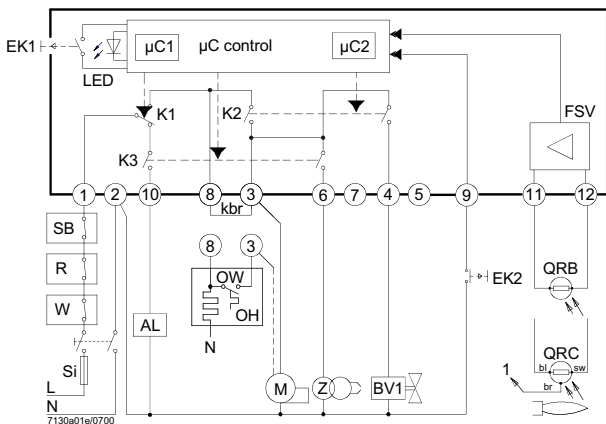 EK1
LED
µC1
µC control
µC2
K1
K2
FSV
K3
1
2
10
8
3
6
7
4
5
9
11
12
kbr
SB
R
W
Si
L
N
AL
8
3
OW
OH
N
M
Z
BV1
EK2
QRB
QRC
bl
sw
br
1
7130a01e/0700